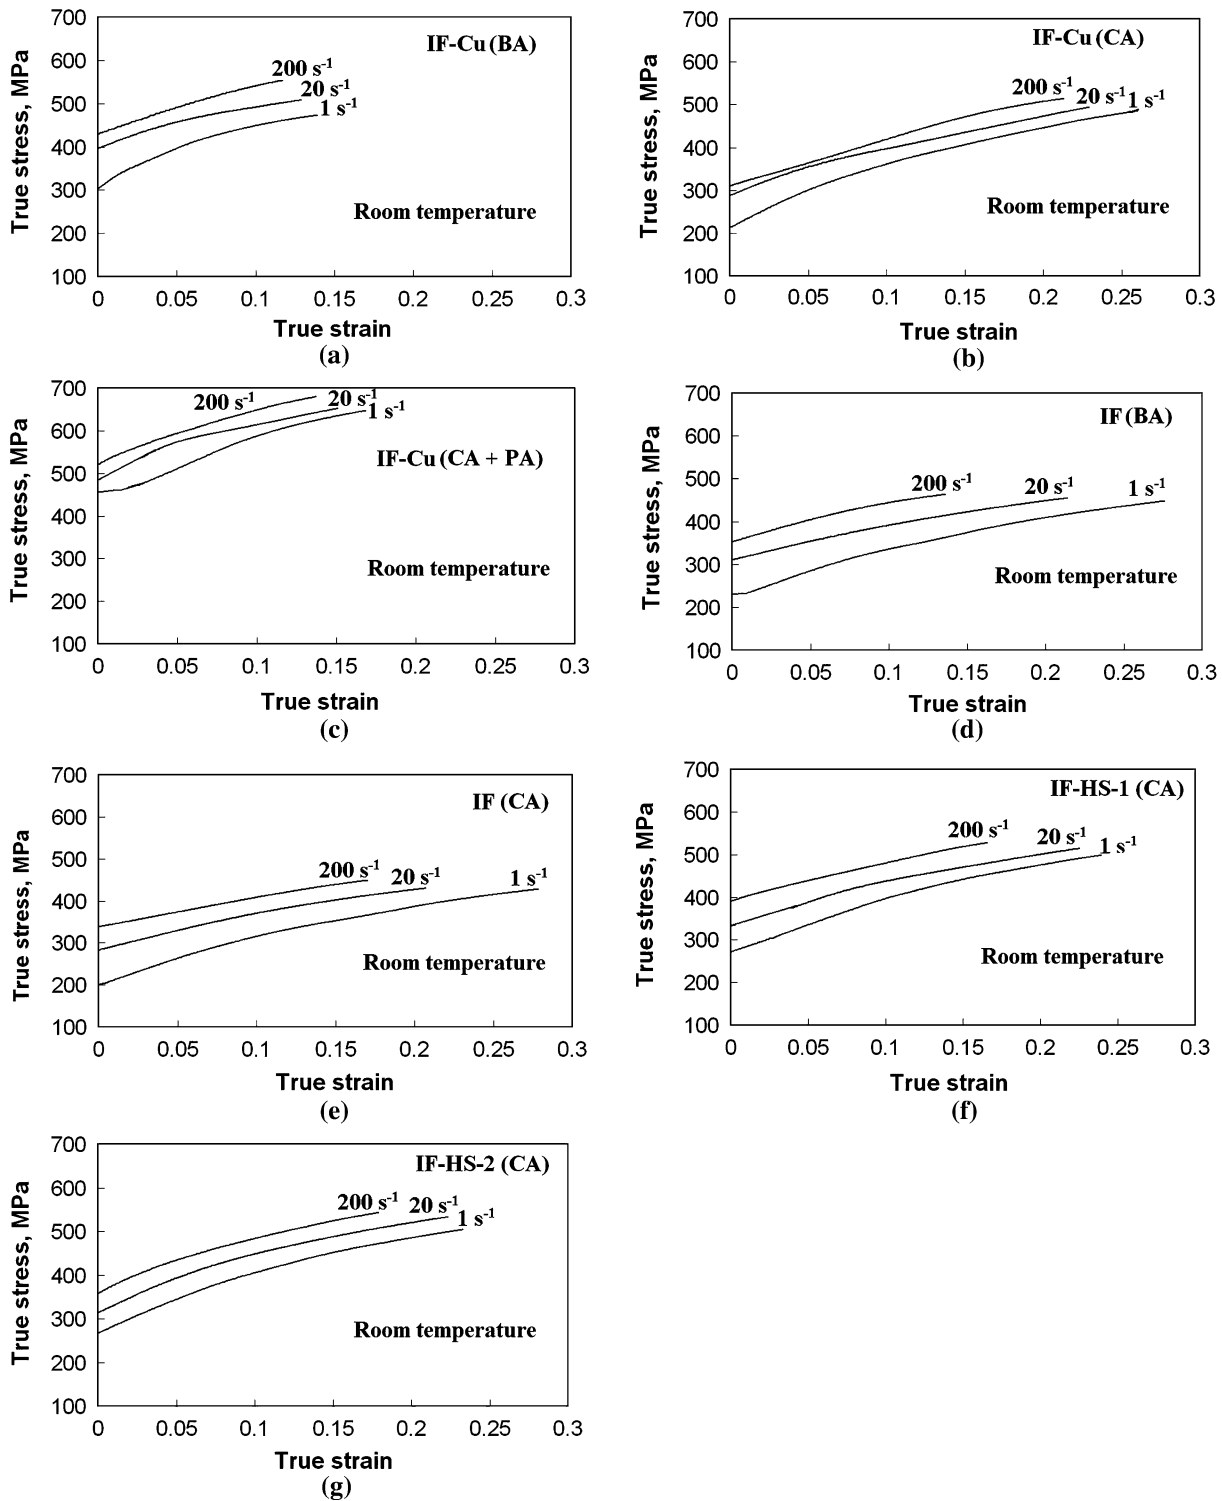 700
600
500
400
300
200
100
True stress, MPa
IF-Cu (BA)
200 s-1
20 s-1
1 s-1
Room temperature
0 0.05 0.1 0.15 0.2 0.25 0.3
True strain
(a)
700
600
500
400
300
200
100
True stress, MPa
IF-Cu (CA)
200 s-1
20 s-1 1 s-1
Room temperature
0 0.05 0.1 0.15 0.2 0.25 0.3
True strain
(b)
700
600
500
400
300
200
100
True stress, MPa
200 s-1
20 s-1
1 s-1
IF-Cu (CA + PA)
Room temperature
0 0.05 0.1 0.15 0.2 0.25 0.3
True strain
(c)
700
600
500
400
300
200
100
True stress, MPa
IF (BA)
200 s-1 20 s-1 1 s-1
Room temperature
0 0.05 0.1 0.15 0.2 0.25 0.3
True strain
(d)
700
600
500
400
300
200
100
True stress, MPa
IF (CA)
200 s-1 20 s-1 1 s-1
Room temperature
0 0.05 0.1 0.15 0.2 0.25 0.3
True strain
(e)
700
600
500
400
300
200
100
True stress, MPa
IF-HS-1 (CA)
200 s-1 20 s-1
1 s-1
Room temperature
0 0.05 0.1 0.15 0.2 0.25 0.3
True strain
(f)
700
600
500
400
300
200
100
True stress, MPa
IF-HS-2 (CA)
200 s-1 20 s-1
1 s-1
Room temperature
0 0.05 0.1 0.15 0.2 0.25 0.3
True strain
(g)